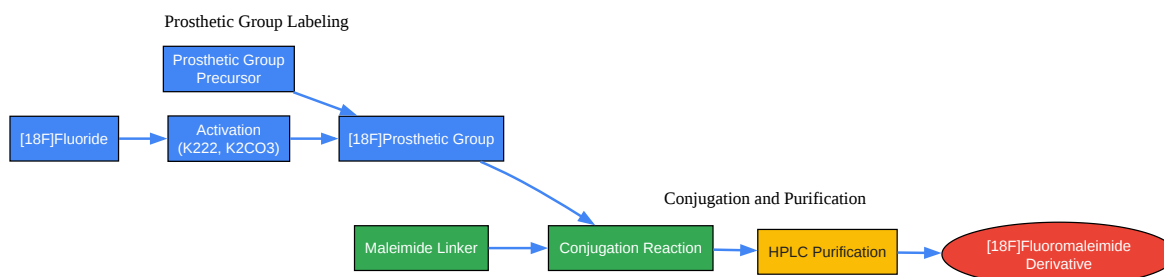 Prosthetic Group Labeling
Prosthetic Group
Precursor
[18F]Fluoride
Activation
(K222, K2CO3)
[18F]Prosthetic Group
Conjugation and Purification
Maleimide Linker
Conjugation Reaction
HPLC Purification
[18F]Fluoromaleimide
Derivative